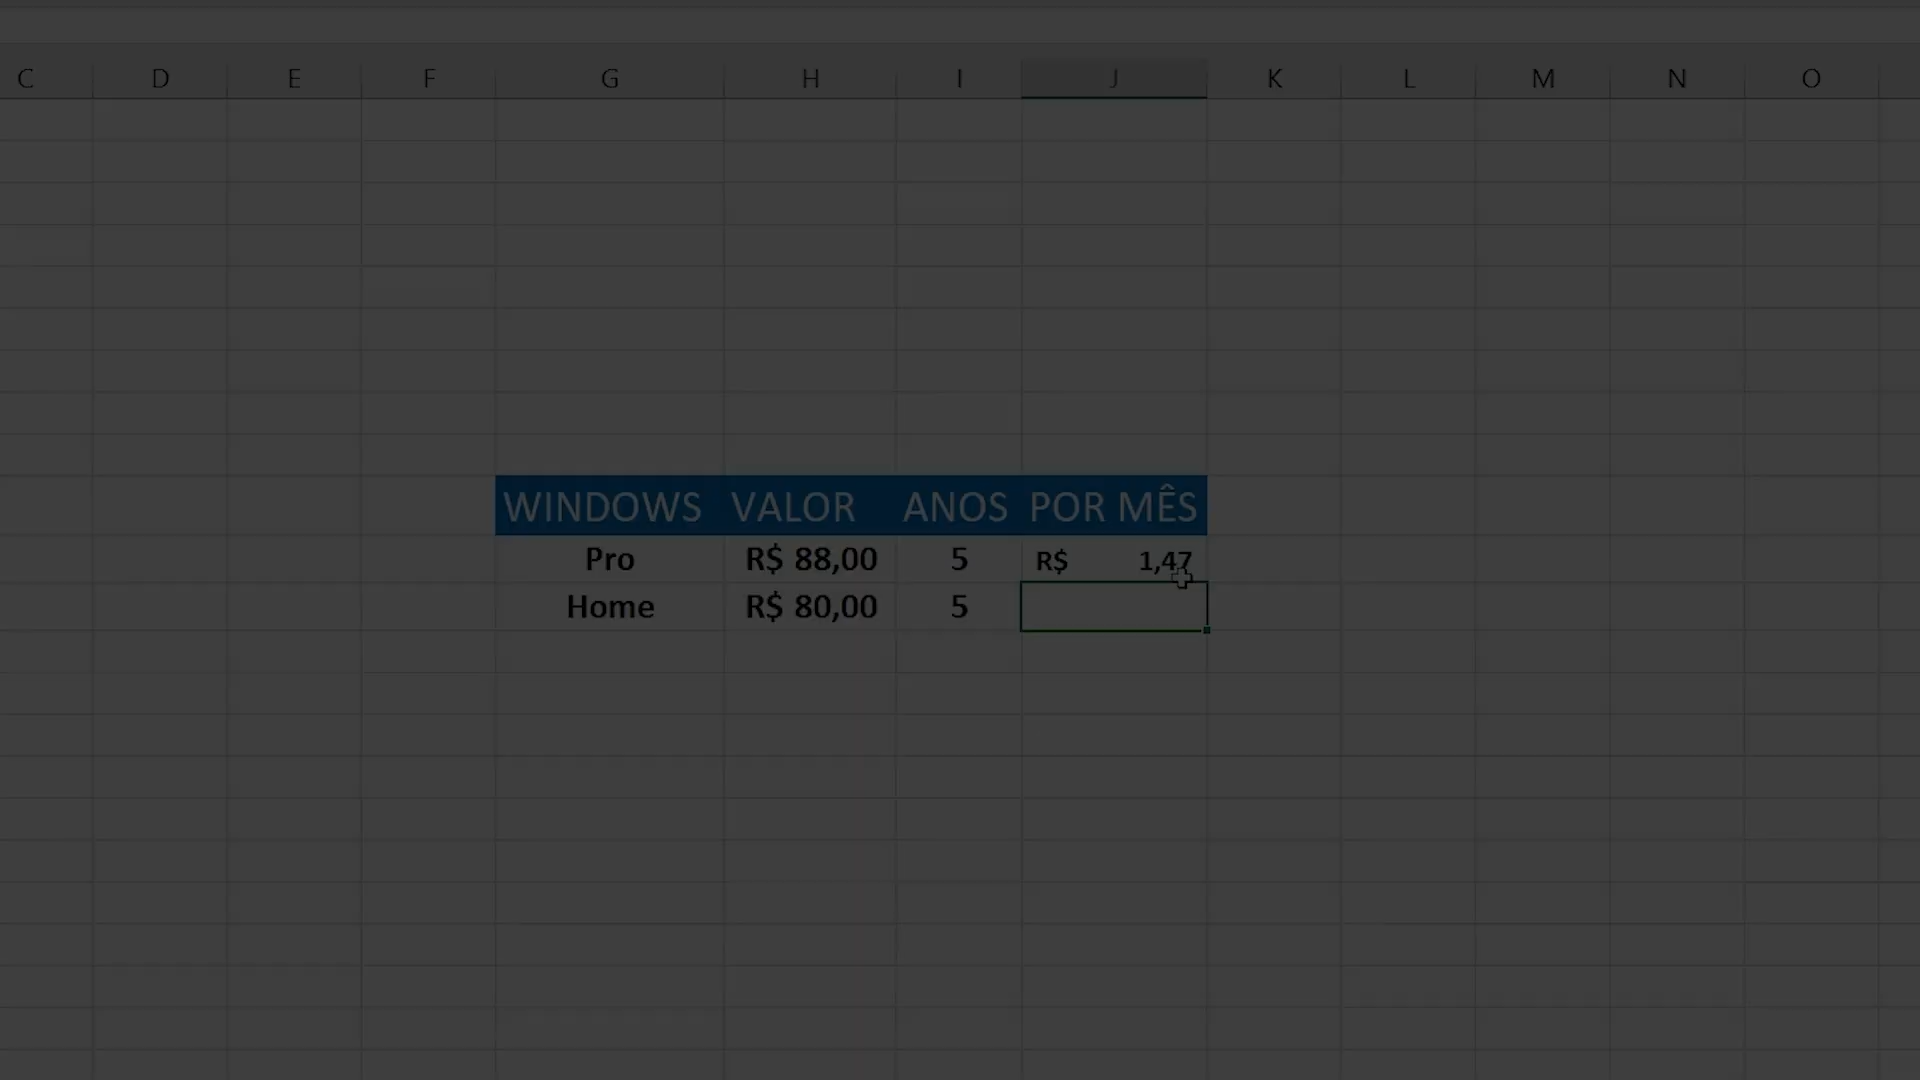 C D E F G H I J K L M N O
WINDOWS VALOR ANOS POR MÊS
Pro R$ 88,00 5 R$ 1,47
Home R$ 80,00 5